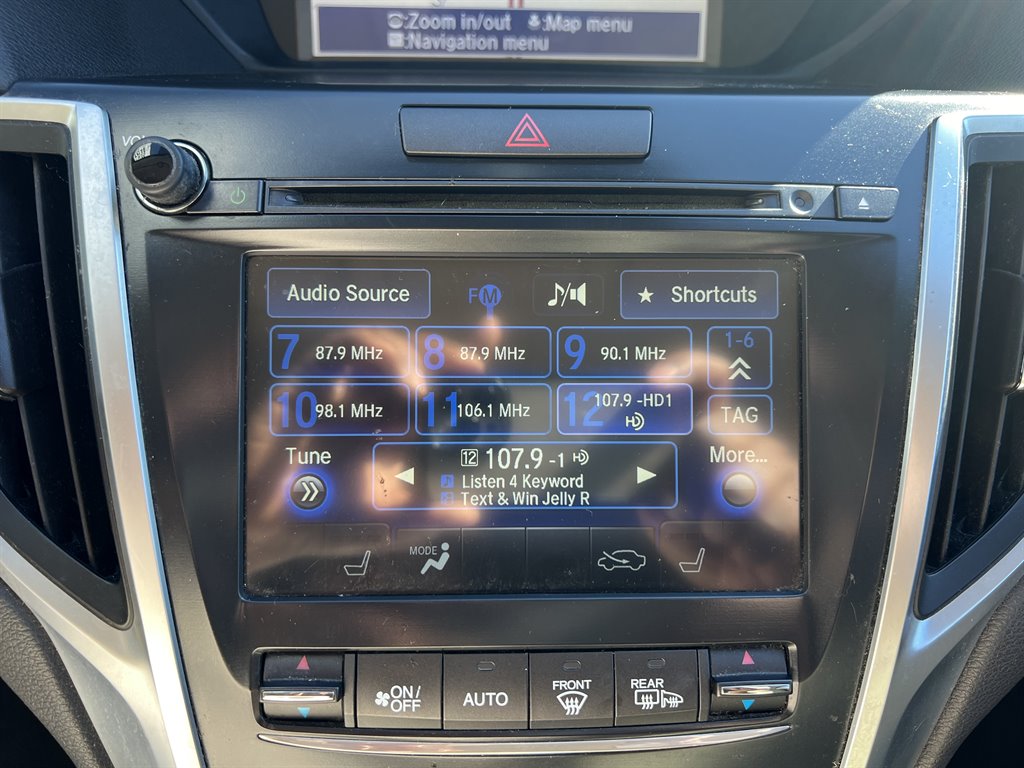 :Zoom in/out :Map menu
:Navigation menu
VOL
Audio Source FM Shortcuts
7 87.9 MHz 8 87.9 MHz 9 90.1 MHz 1-6
10 98.1 MHz 11 106.1 MHz 12 107.9 -HD1
TAG
Tune 12 107.9 -1 More...
Listen 4 Keyword
Text & Win Jelly R
MODE
ON/OFF AUTO FRONT REAR